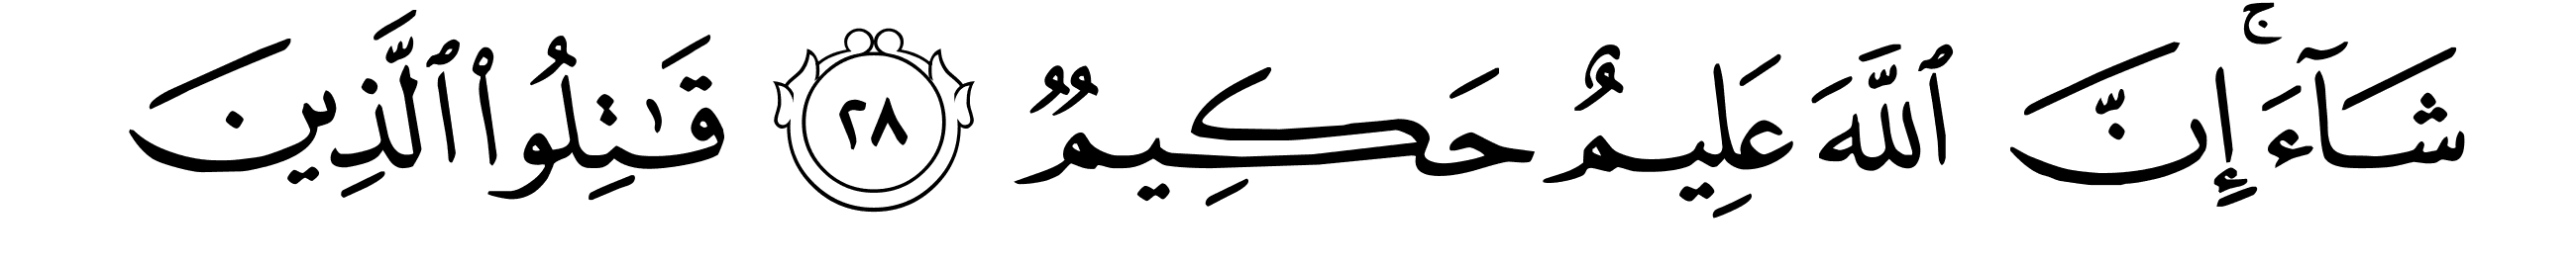 شَآءَۚ إِنَّ ٱللَّهَ عَلِيمٌ حَكِيمٌ ٢٨ قَٰتِلُوا۟ ٱلَّذِينَ